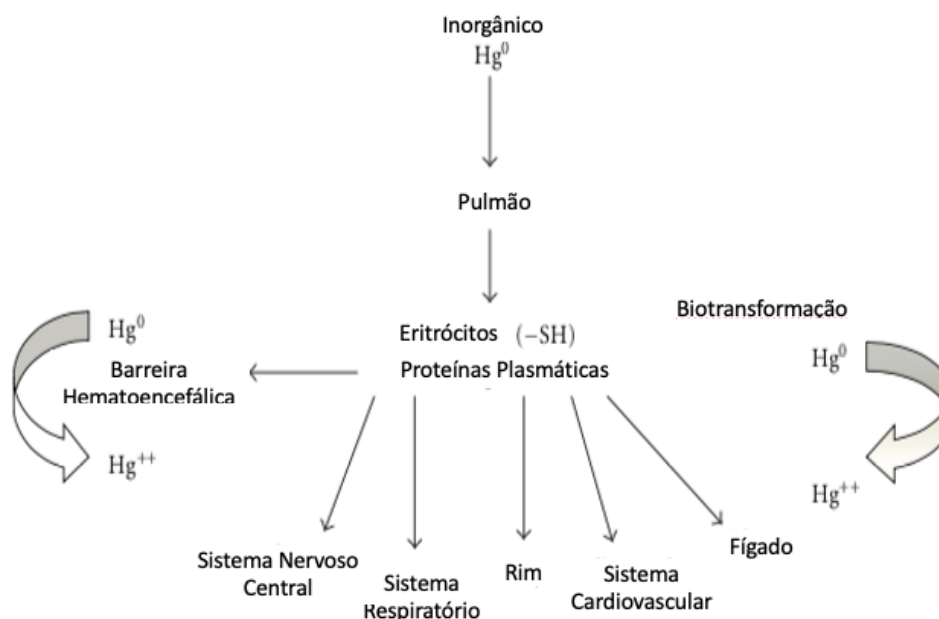 Inorgânico
Hg⁰
Pulmão
Eritrócitos (−SH)
Proteínas Plasmáticas
Hg⁰
Barreira
Hematoencefálica
Hg⁺⁺
Biotransformação
Hg⁰
Hg⁺⁺
Sistema Nervoso
Central
Sistema
Respiratório
Rim
Sistema
Cardiovascular
Fígado